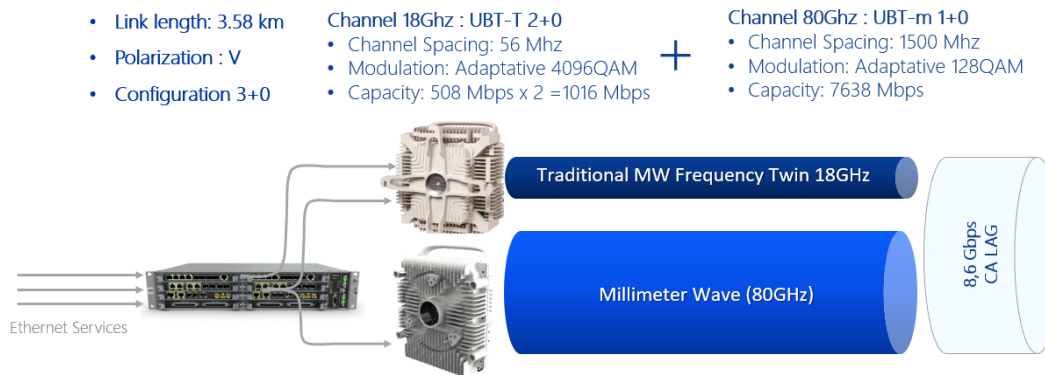 • Link length: 3.58 km
• Polarization : V
• Configuration 3+0
Channel 18Ghz : UBT-T 2+0
• Channel Spacing: 56 Mhz
• Modulation: Adaptative 4096QAM
• Capacity: 508 Mbps x 2 =1016 Mbps
+
Channel 80Ghz : UBT-m 1+0
• Channel Spacing: 1500 Mhz
• Modulation: Adaptative 128QAM
• Capacity: 7638 Mbps
Traditional MW Frequency Twin 18GHz
Millimeter Wave (80GHz)
8,6 Gbps
CA LAG
Ethernet Services